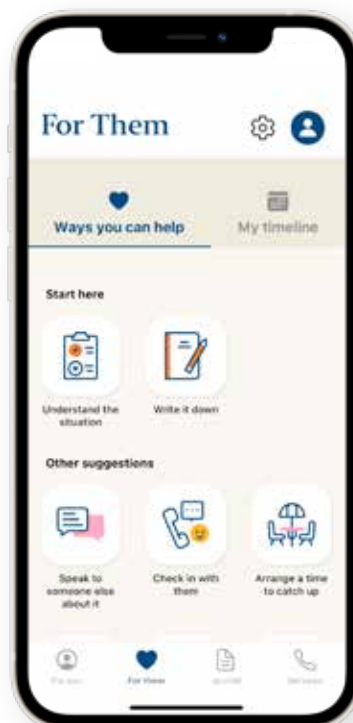 For Them
Ways you can help
My timeline
Start here
Understand the
situation
Write it down
Other suggestions
Speak to
someone else
about it
Check in with
them
Arrange a time
to catch up
For Them